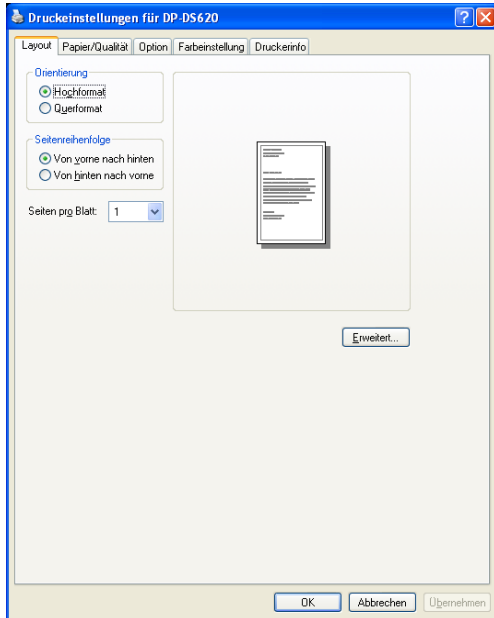 Druckeinstellungen für DP-DS620
Layout Papier/Qualität Option Farbeinstellung Druckerinfo
Orientierung
Hochformat
Querformat
Seitenreihenfolge
Von vorne nach hinten
Von hinten nach vorne
Seiten pro Blatt: 1
Erweitert...
OK Abbrechen Übernehmen